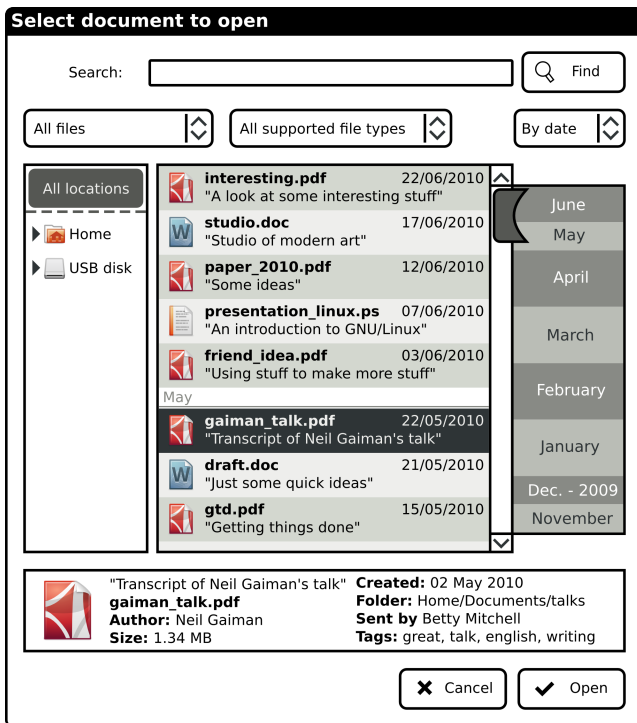 Select document to open
Search:
Find
All files
All supported file types
By date
All locations
Home
USB disk
interesting.pdf 22/06/2010
"A look at some interesting stuff"
studio.doc 17/06/2010
"Studio of modern art"
paper_2010.pdf 12/06/2010
"Some ideas"
presentation_linux.ps 07/06/2010
"An introduction to GNU/Linux"
friend_idea.pdf 03/06/2010
"Using stuff to make more stuff"
May
gaiman_talk.pdf 22/05/2010
"Transcript of Neil Gaiman's talk"
W
draft.doc 21/05/2010
"Just some quick ideas"
gtd.pdf 15/05/2010
"Getting things done"
June
May
April
March
February
January
Dec. - 2009
November
"Transcript of Neil Gaiman's talk"
gaiman_talk.pdf
Author: Neil Gaiman
Size: 1.34 MB
Created: 02 May 2010
Folder: Home/Documents/talks
Sent by Betty Mitchell
Tags: great, talk, english, writing
Cancel
Open